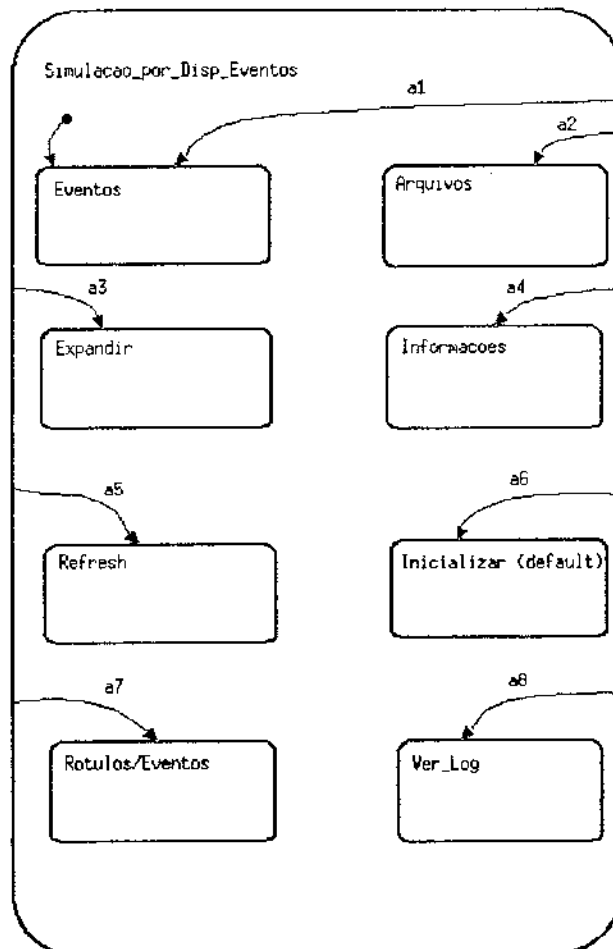 Simulacao_por_Disp_Eventos
a1
a2
Eventos
Arquivos
a3
a4
Expandir
Informacoes
a5
a6
Refresh
Inicializar (default)
a7
a8
Rotulos/Eventos
Ver_Log